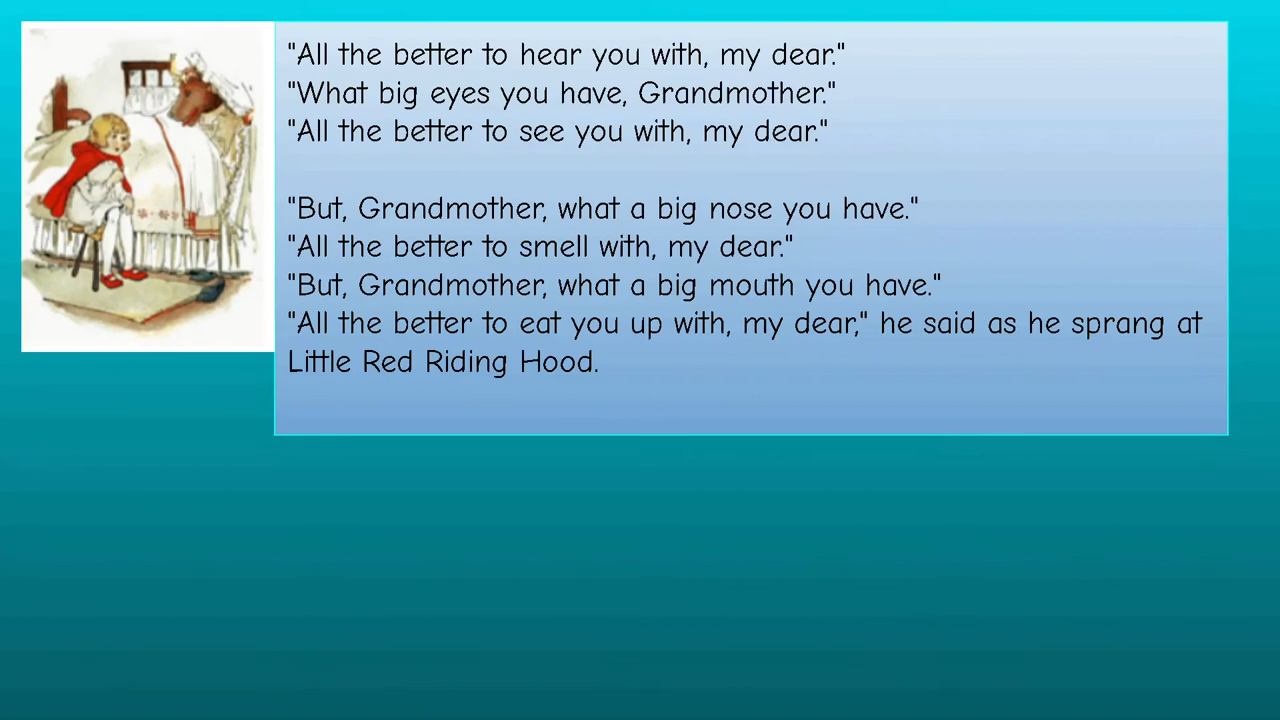 "All the better to hear you with, my dear."
"What big eyes you have, Grandmother."
"All the better to see you with, my dear."
"But, Grandmother, what a big nose you have."
"All the better to smell with, my dear."
"But, Grandmother, what a big mouth you have."
"All the better to eat you up with, my dear," he said as he sprang at
Little Red Riding Hood.